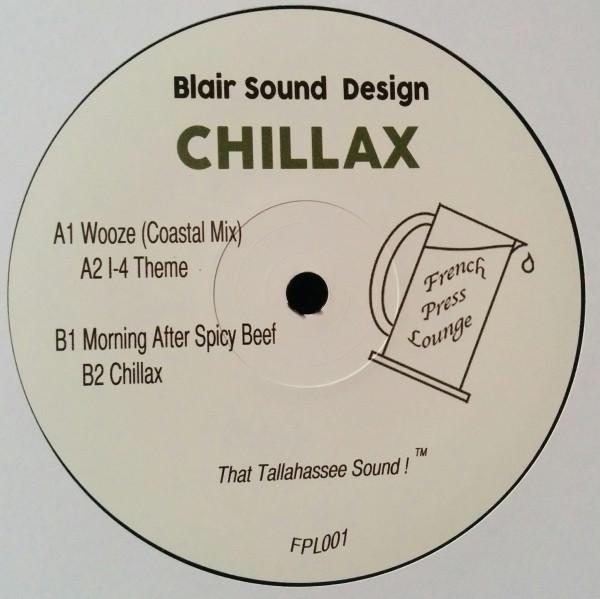 Blair Sound Design
CHILLAX
A1 Wooze (Coastal Mix)
A2 I-4 Theme
B1 Morning After Spicy Beef
B2 Chillax
French
Press
Lounge
That Tallahassee Sound ! ™
FPL001